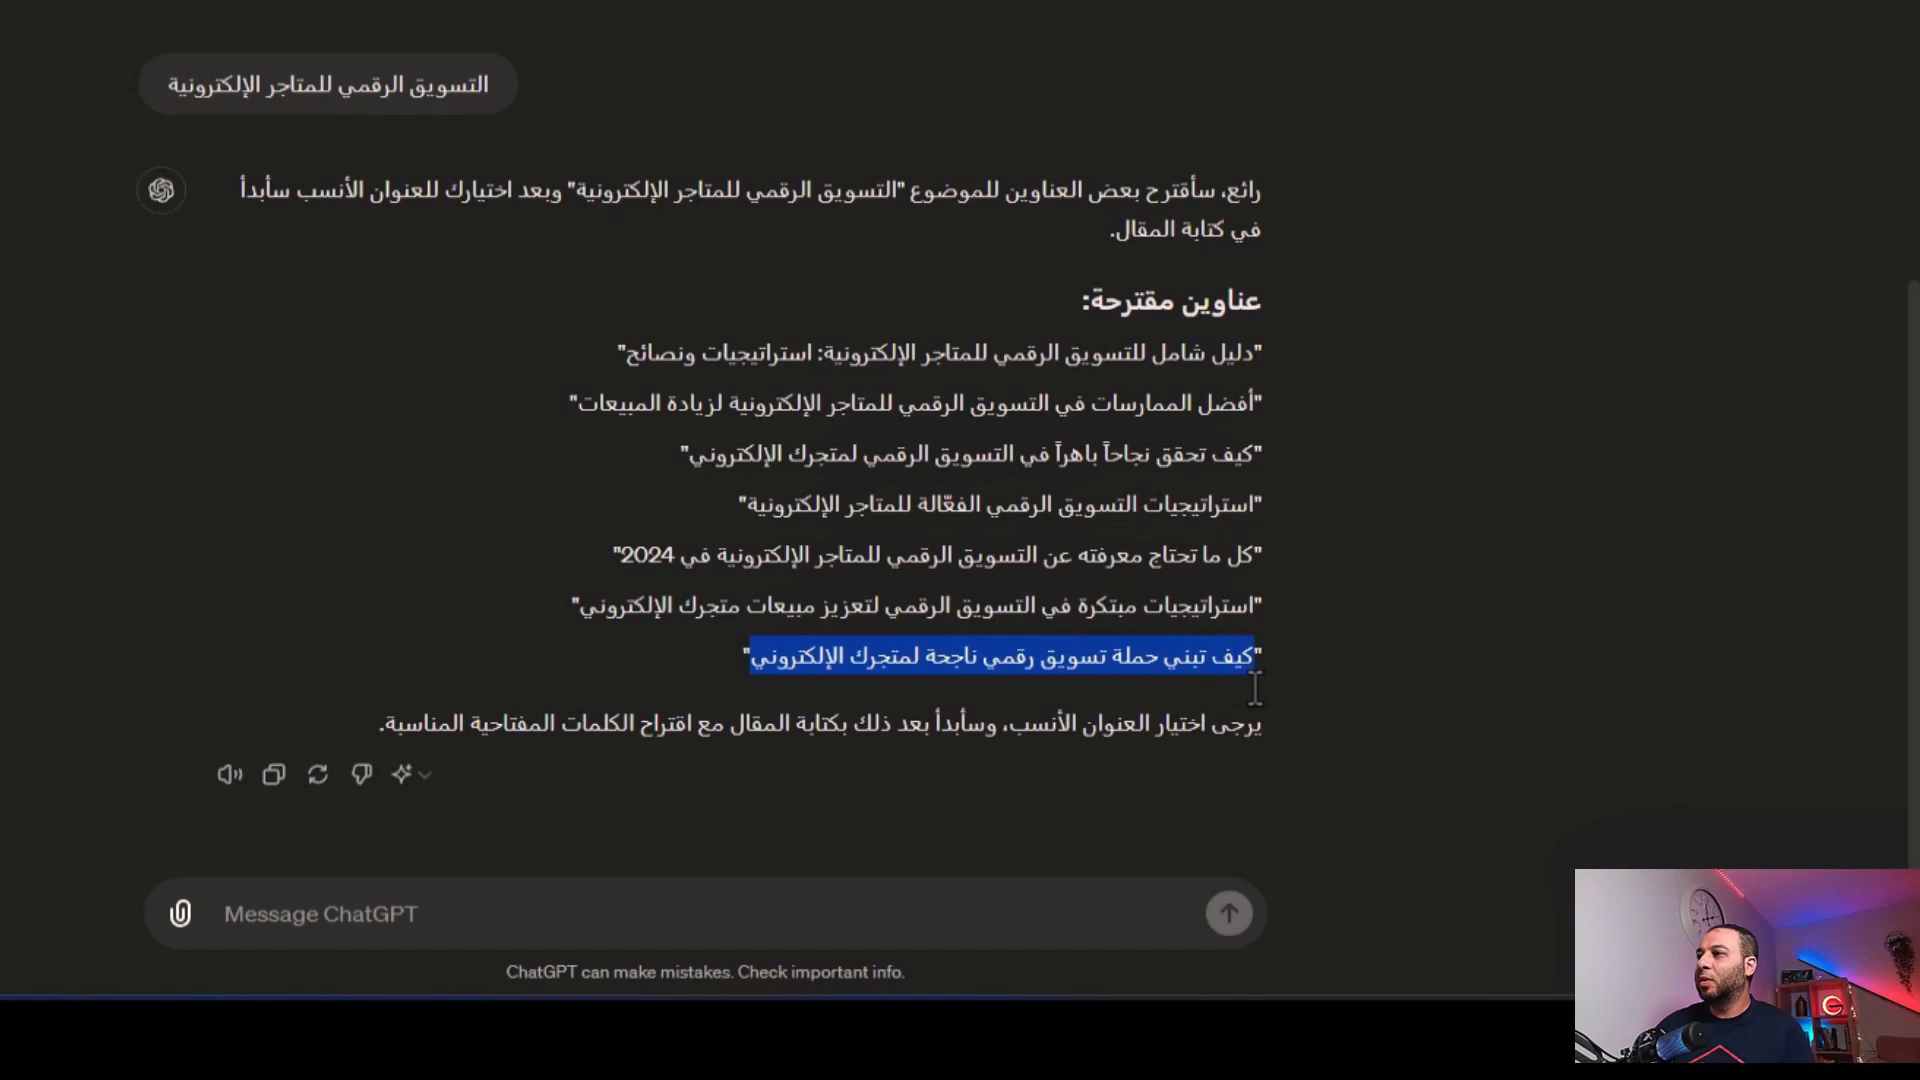 التسويق الرقمي للمتاجر الإلكترونية
رائع، سأقترح بعض العناوين للموضوع "التسويق الرقمي للمتاجر الإلكترونية" وبعد اختيارك للعنوان الأنسب سأبدأ
في كتابة المقال.
عناوين مقترحة:
"دليل شامل للتسويق الرقمي للمتاجر الإلكترونية: استراتيجيات ونصائح"
"أفضل الممارسات في التسويق الرقمي للمتاجر الإلكترونية لزيادة المبيعات"
"كيف تحقق نجاحاً باهراً في التسويق الرقمي لمتجرك الإلكتروني"
"استراتيجيات التسويق الرقمي الفعّالة للمتاجر الإلكترونية"
"كل ما تحتاج معرفته عن التسويق الرقمي للمتاجر الإلكترونية في 2024"
"استراتيجيات مبتكرة في التسويق الرقمي لتعزيز مبيعات متجرك الإلكتروني"
"كيف تبني حملة تسويق رقمي ناجحة لمتجرك الإلكتروني"
يرجى اختيار العنوان الأنسب، وسأبدأ بعد ذلك بكتابة المقال مع اقتراح الكلمات المفتاحية المناسبة.
Message ChatGPT
ChatGPT can make mistakes. Check important info.